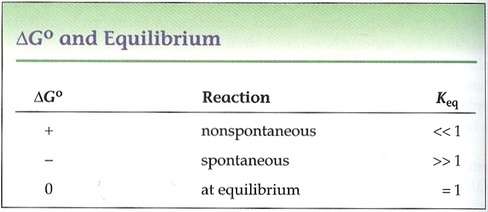 ΔG° and Equilibrium
ΔG° Reaction Keq
+ nonspontaneous << 1
− spontaneous >> 1
0 at equilibrium = 1